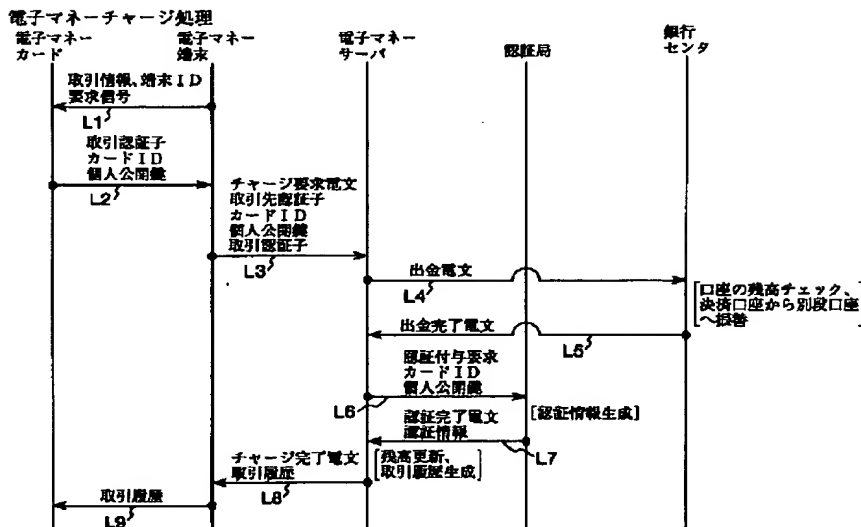 電子マネーチャージ処理
電子マネー
カード
電子マネー
端末
電子マネー
サーバ
認証局
銀行
センタ
取引情報、端末ID
要求信号
L1
取引認証子
カードID
個人公開鍵
L2
チャージ要求電文
取引先認証子
カードID
個人公開鍵
取引認証子
L3
出金電文
L4
[口座の残高チェック、
決済口座から別段口座
へ振替]
出金完了電文
L5
認証付与要求
カードID
個人公開鍵
L6
[認証情報生成]
認証完了電文
認証情報
L7
[残高更新、
取引履歴生成]
チャージ完了電文
取引履歴
L8
取引履歴
L9